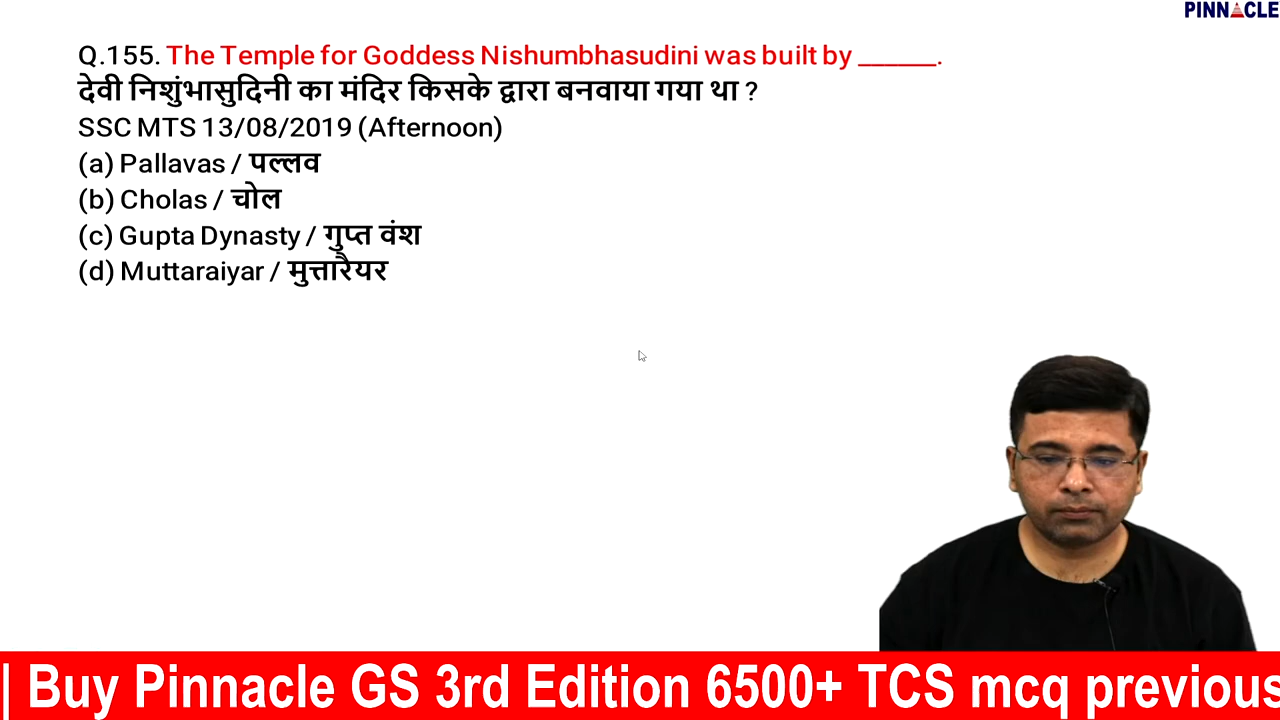 PINNACLE
Q.155. The Temple for Goddess Nishumbhasudini was built by ______.
देवी निशुंभासुदिनी का मंदिर किसके द्वारा बनवाया गया था ?
SSC MTS 13/08/2019 (Afternoon)
(a) Pallavas / पल्लव
(b) Cholas / चोल
(c) Gupta Dynasty / गुप्त वंश
(d) Muttaraiyar / मुत्तारैयर
| Buy Pinnacle GS 3rd Edition 6500+ TCS mcq previous